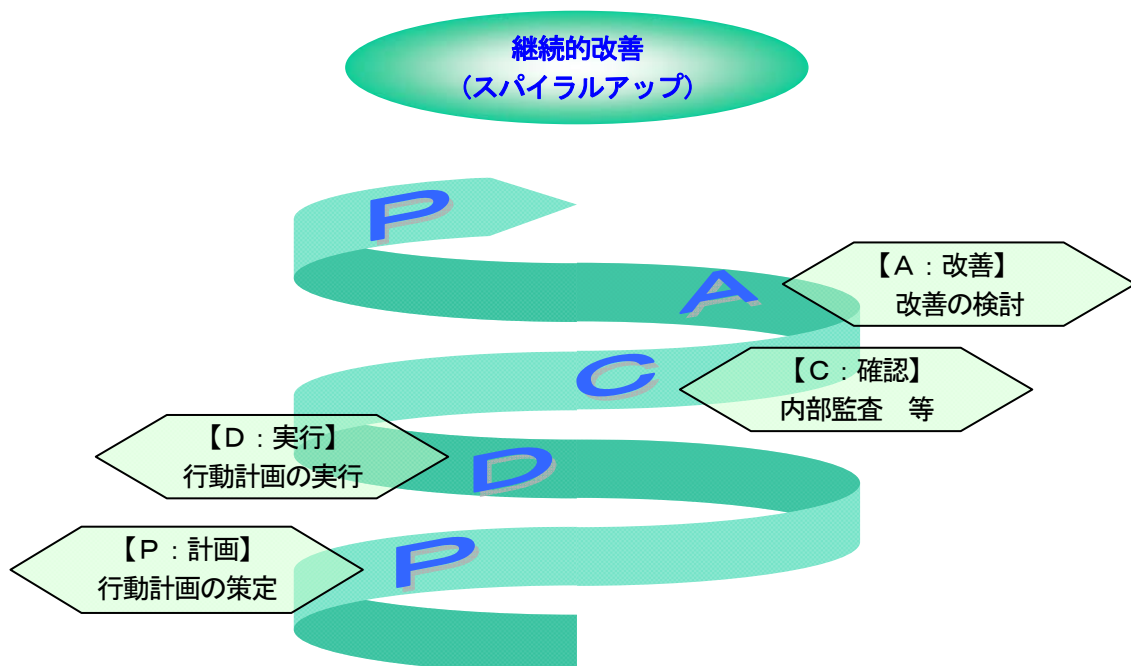 継続的改善
（スパイラルアップ）
P
A
【Ａ：改善】
改善の検討
C
【Ｃ：確認】
内部監査　等
【Ｄ：実行】
行動計画の実行
D
【Ｐ：計画】
行動計画の策定
P